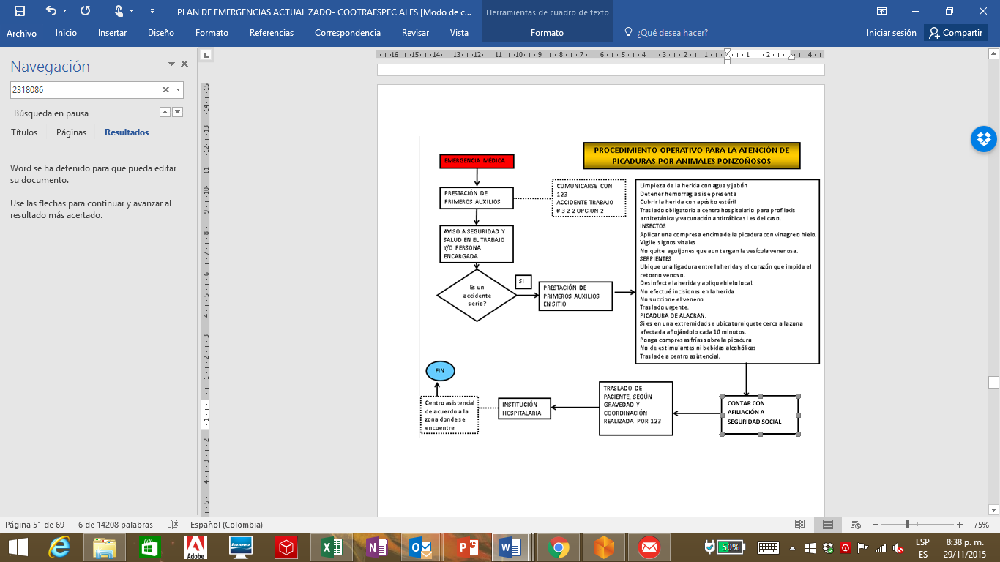 PLAN DE EMERGENCIAS ACTUALIZADO- COOTRAESPECIALES [Modo de c...
Herramientas de cuadro de texto
Archivo
Inicio
Insertar
Diseño
Formato
Referencias
Correspondencia
Revisar
Vista
Formato
¿Qué desea hacer?
Iniciar sesión
Compartir
Navegación
2318086
Búsqueda en pausa
Títulos
Páginas
Resultados
Word se ha detenido para que pueda editar
su documento.
Use las flechas para continuar y avanzar al
resultado más acertado.
PROCEDIMIENTO OPERATIVO PARA LA ATENCIÓN DE
PICADURAS POR ANIMALES PONZOÑOSOS
EMERGENCIA MÉDICA
PRESTACIÓN DE
PRIMEROS AUXILIOS
COMUNICARSE CON
123
ACCIDENTE TRABAJO
# 3 2 2 OPCION 2
AVISO A SEGURIDAD Y
SALUD EN EL TRABAJO
Y/O PERSONA
ENCARGADA
Es un
accidente
serio?
SI
PRESTACIÓN DE
PRIMEROS AUXILIOS
EN SITIO
Limpieza de la herida con agua y jabón
Detener hemorragia si se presenta
Cubrir la herida con apósito estéril
Traslado obligatorio a centro hospitalario para profilaxis
antitetánica y vacunación antirrábica si es del caso.
INSECTOS
Aplicar una compresa encima de la picadura con vinagre o hielo.
Vigile signos vitales
No quite aguijones que aun tengan la vesícula venenosa.
SERPIENTES
Ubique una ligadura entre la herida y el corazón que impida el
retorno venoso.
Desinfecte la herida y aplique hielo local.
No efectué incisiones en la herida
No succione el veneno
Traslado urgente.
PICADURA DE ALACRAN.
Si es en una extremidad se ubica torniquete cerca a la zona
afectada aflojándolo cada 10 minutos.
Ponga compresas frías sobre la picadura
No de estimulantes ni bebidas alcohólicas
Traslade a centro asistencial.
FIN
Centro asistencial
de acuerdo a la
zona donde se
encuentre
INSTITUCIÓN
HOSPITALARIA
TRASLADO DE
PACIENTE, SEGÚN
GRAVEDAD Y
COORDINACIÓN
REALIZADA POR 123
CONTAR CON
AFILIACIÓN A
SEGURIDAD SOCIAL
Página 51 de 69
6 de 14208 palabras
Español (Colombia)
75%
Adobe
lenovo
50%
ESP
ES
8:38 p. m.
29/11/2015